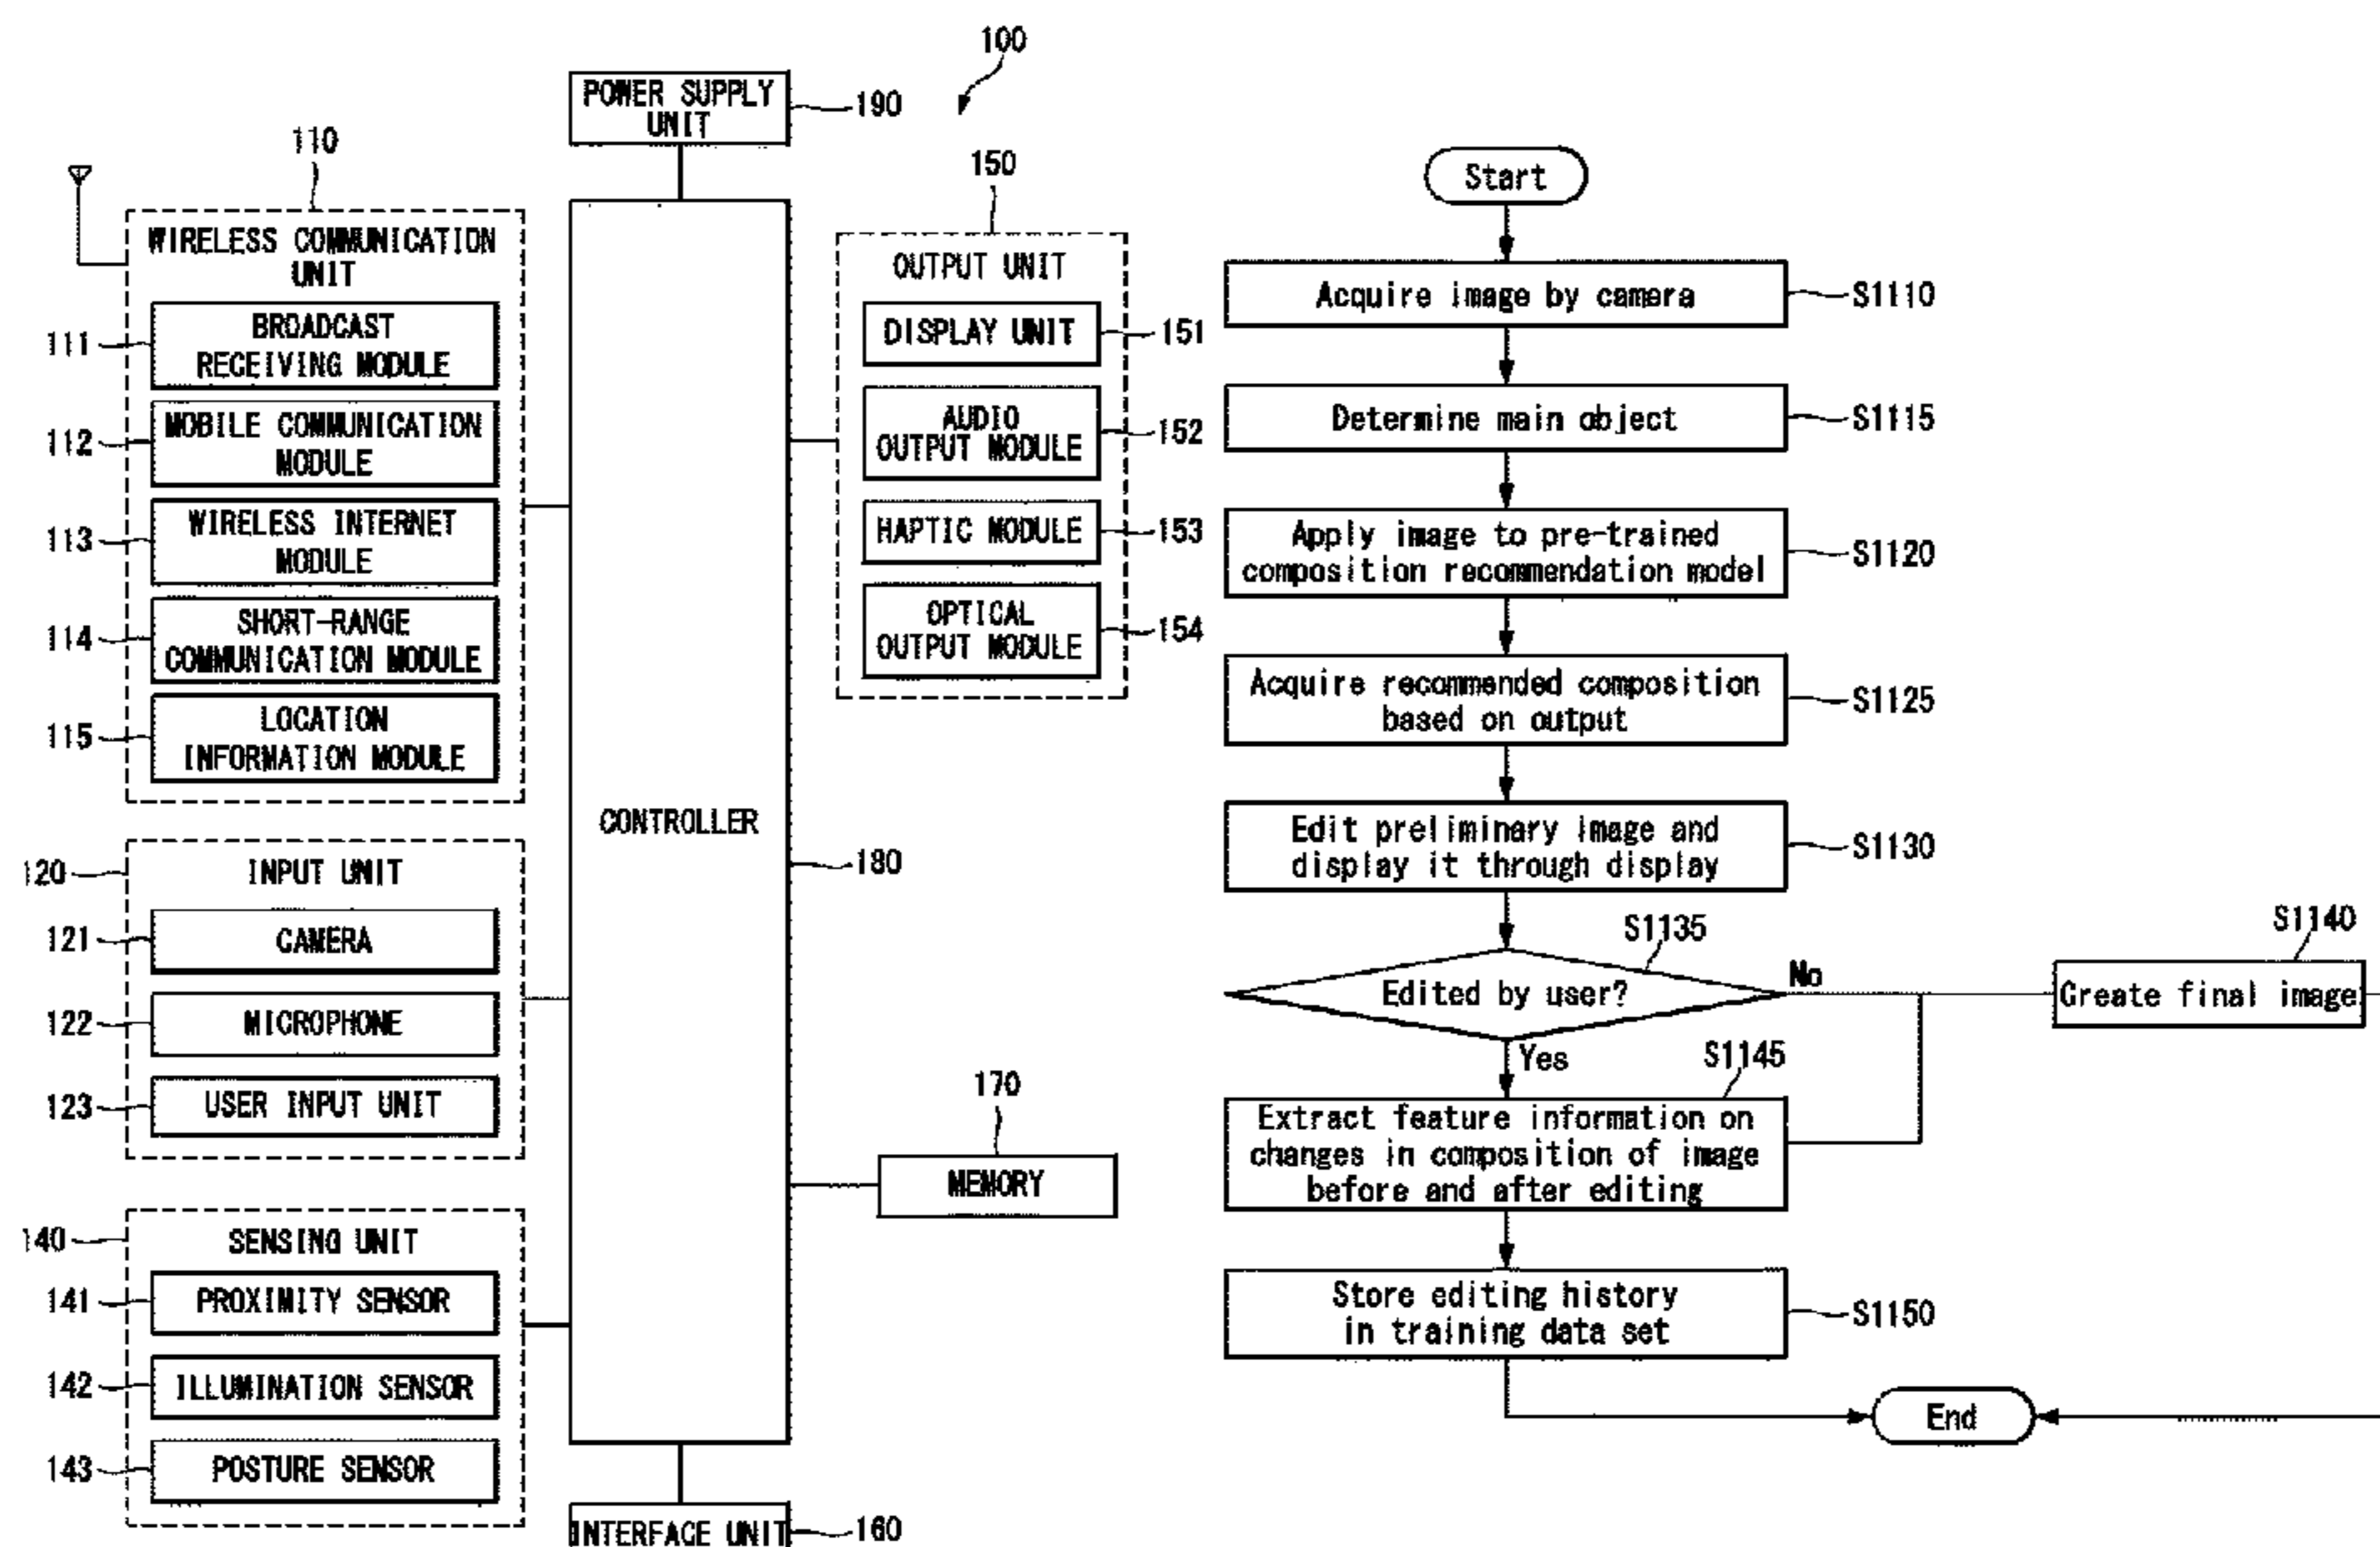 100
POWER SUPPLY
UNIT
190
110
WIRELESS COMMUNICATION
UNIT
111
BROADCAST
RECEIVING MODULE
112
MOBILE COMMUNICATION
MODULE
113
WIRELESS INTERNET
MODULE
114
SHORT-RANGE
COMMUNICATION MODULE
115
LOCATION
INFORMATION MODULE
120
INPUT UNIT
121
CAMERA
122
MICROPHONE
123
USER INPUT UNIT
140
SENSING UNIT
141
PROXIMITY SENSOR
142
ILLUMINATION SENSOR
143
POSTURE SENSOR
CONTROLLER
180
150
OUTPUT UNIT
DISPLAY UNIT
151
AUDIO
OUTPUT MODULE
152
HAPTIC MODULE
153
OPTICAL
OUTPUT MODULE
154
170
MEMORY
INTERFACE UNIT
160
Start
Acquire image by camera
S1110
Determine main object
S1115
Apply image to pre-trained
composition recommendation model
S1120
Acquire recommended composition
based on output
S1125
Edit preliminary image and
display it through display
S1130
S1135
Edited by user?
No
S1140
Create final image
Yes
S1145
Extract feature information on
changes in composition of image
before and after editing
Store editing history
in training data set
S1150
End